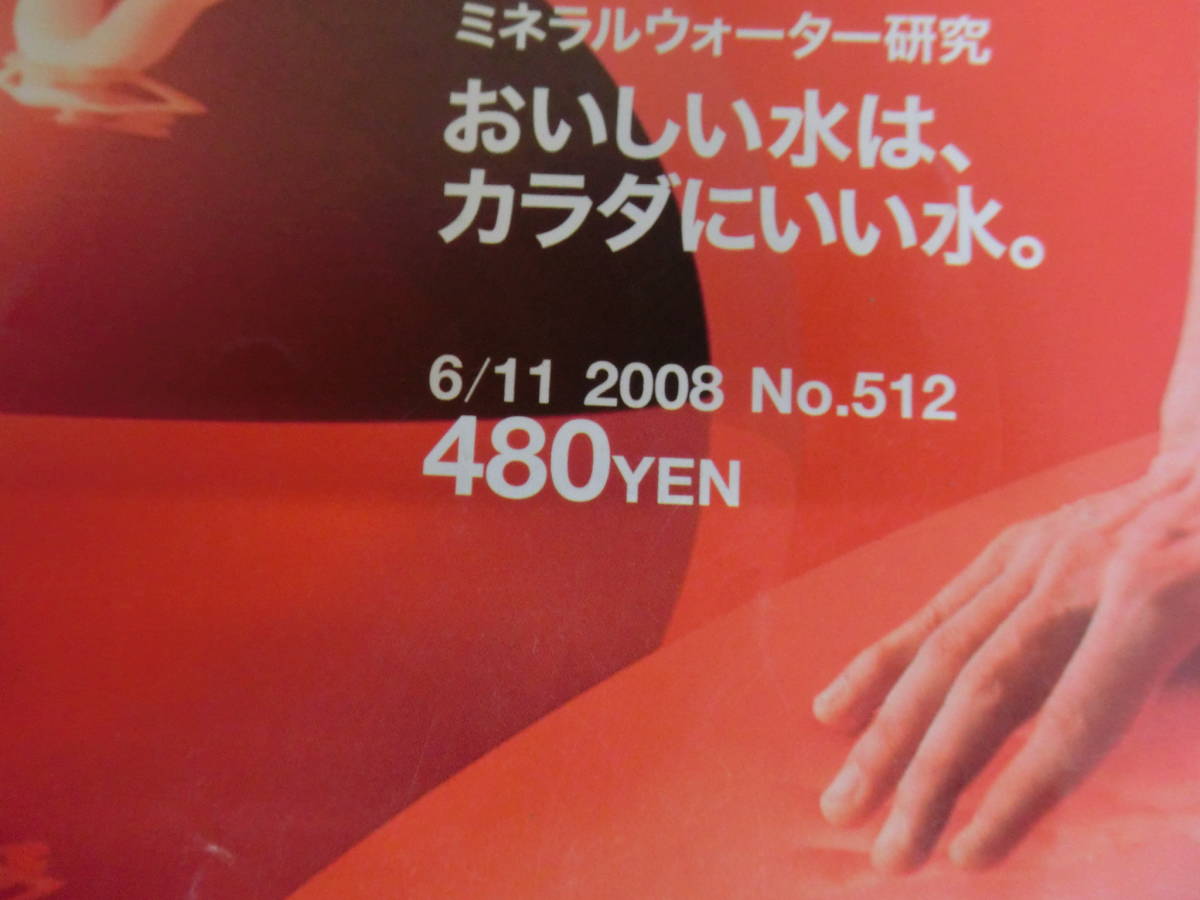 ミネラルウォーター研究
おいしい水は、
カラダにいい水。
6/11 2008 No.512
480YEN